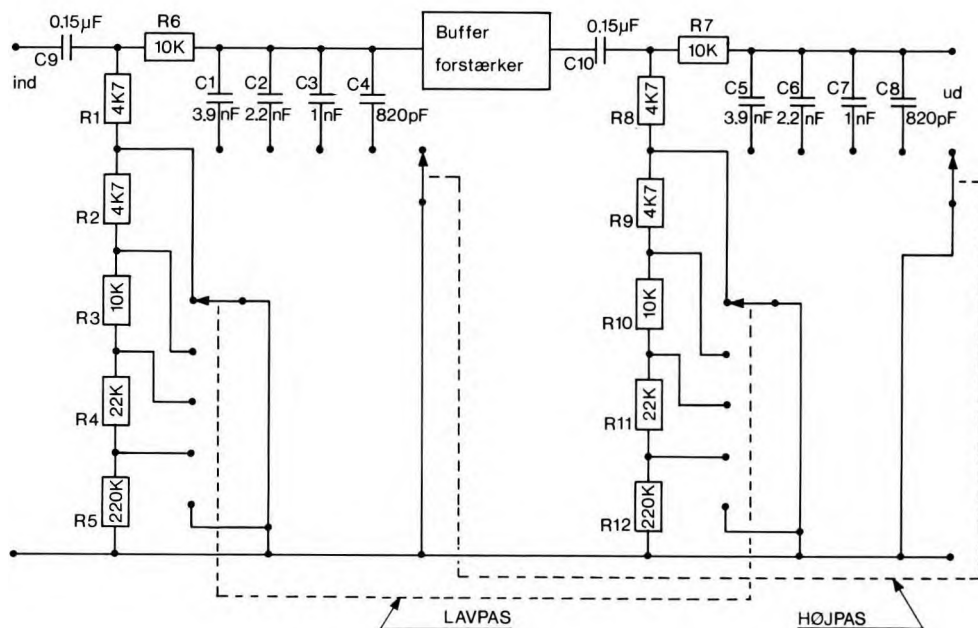 0.15µF
C9
ind
R6
10K
R1
4K7
R2
4K7
R3
10K
R4
22K
R5
220K
C1
3.9nF
C2
2.2nF
C3
1nF
C4
820pF
Buffer
forstærker
0.15µF
C10
R7
10K
R8
4K7
R9
4K7
R10
10K
R11
22K
R12
220K
C5
3.9nF
C6
2.2nF
C7
1nF
C8
820pF
ud
LAVPAS
HØJPAS